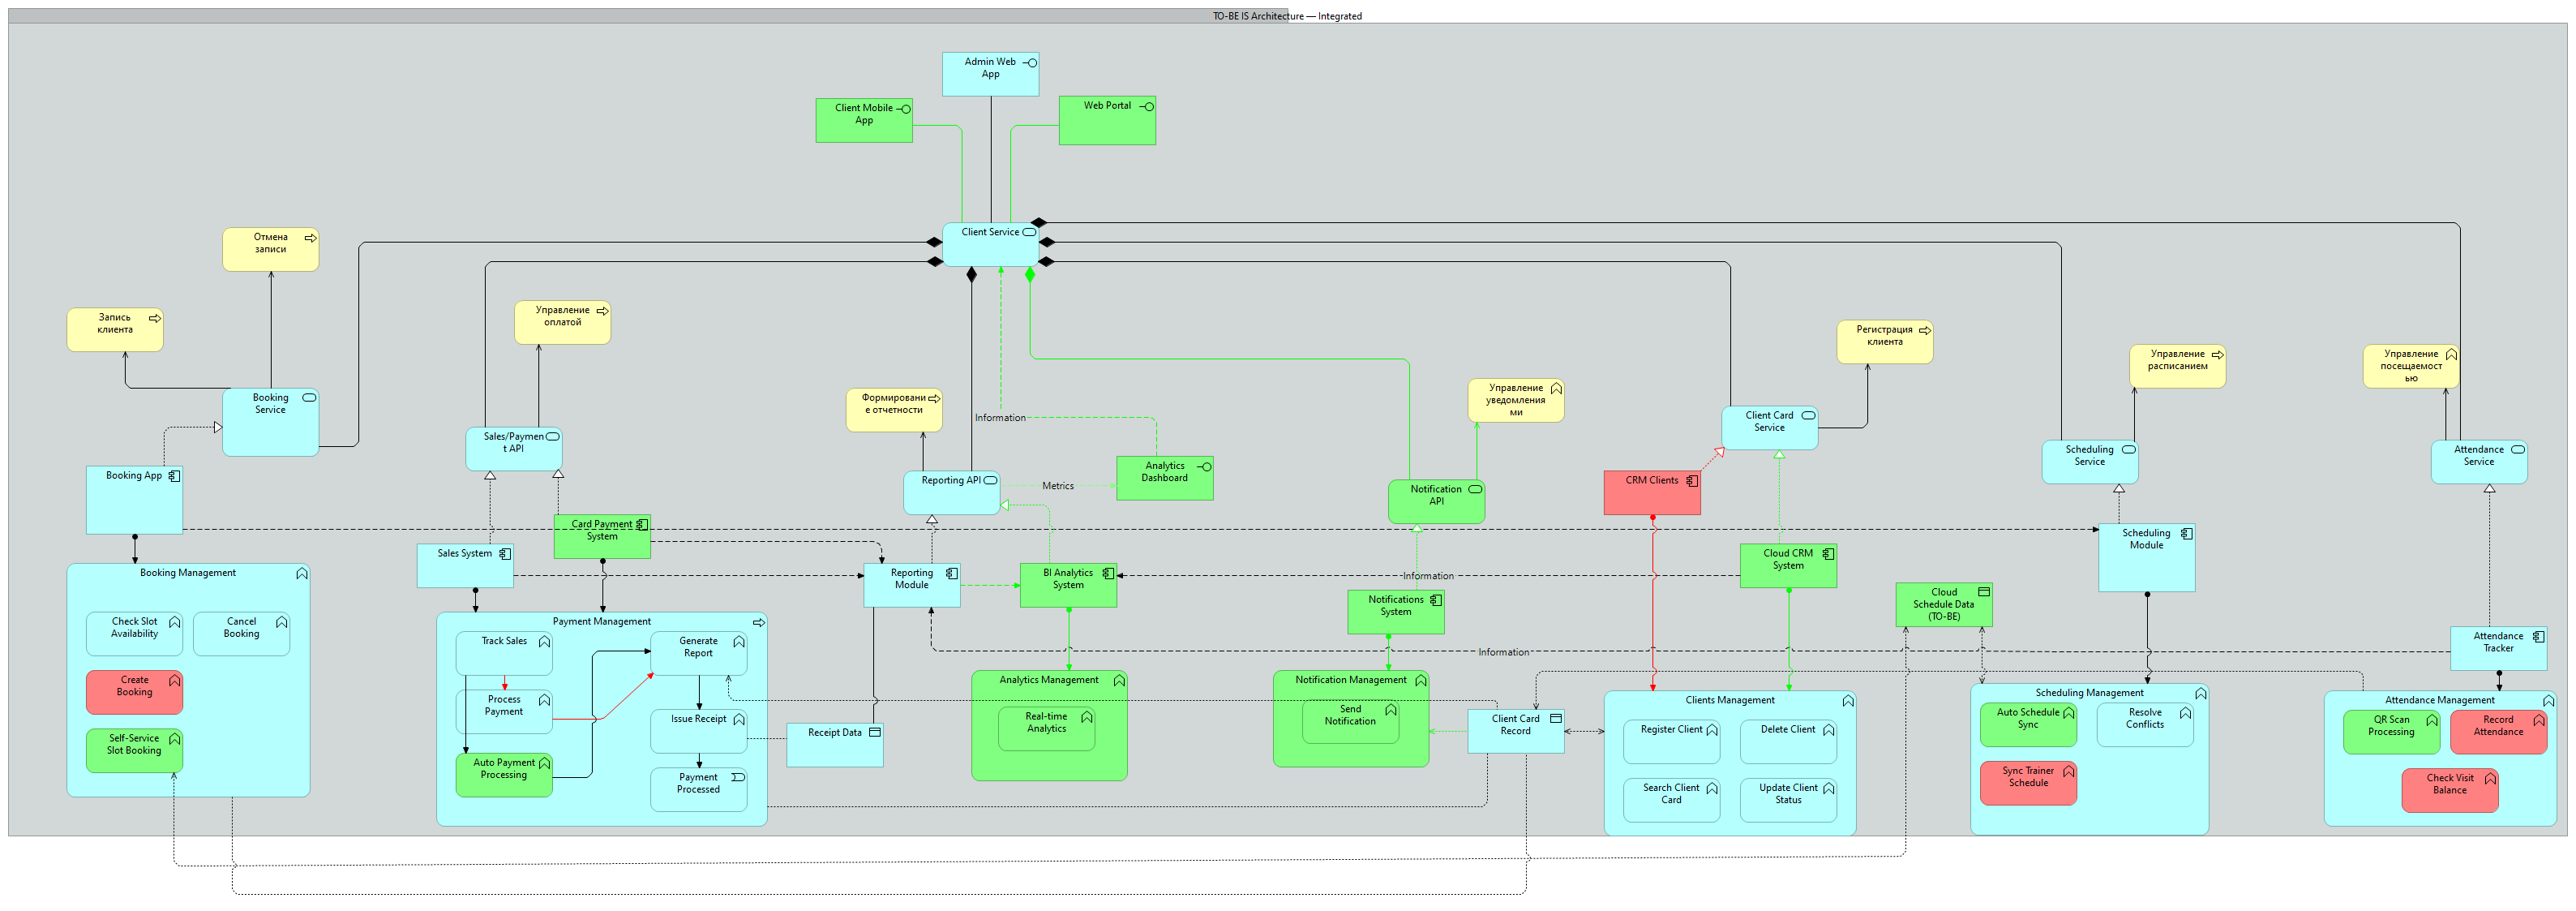 TO-BE IS Architecture — Integrated
Admin Web
App
Client Mobile
App
Web Portal
Client Service
Отмена
записи
Запись
клиента
Управление
оплатой
Регистрация
клиента
Управление
расписанием
Управление
посещаемост
ью
Формировани
е отчетности
Управление
уведомления
ми
Information
Booking
Service
Sales/Paymen
t API
Client Card
Service
Scheduling
Service
Attendance
Service
Booking App
Reporting API
Metrics
Analytics
Dashboard
Notification
API
CRM Clients
Card Payment
System
Sales System
Scheduling
Module
Reporting
Module
BI Analytics
System
Information
Cloud CRM
System
Notifications
System
Cloud
Schedule Data
(TO-BE)
Attendance
Tracker
Information
Booking Management
Check Slot
Availability
Cancel
Booking
Create
Booking
Self-Service
Slot Booking
Payment Management
Track Sales
Generate
Report
Process
Payment
Issue Receipt
Auto Payment
Processing
Payment
Processed
Receipt Data
Analytics Management
Real-time
Analytics
Notification Management
Send
Notification
Client Card
Record
Clients Management
Register Client
Delete Client
Search Client
Card
Update Client
Status
Scheduling Management
Auto Schedule
Sync
Resolve
Conflicts
Sync Trainer
Schedule
Attendance Management
QR Scan
Processing
Record
Attendance
Check Visit
Balance